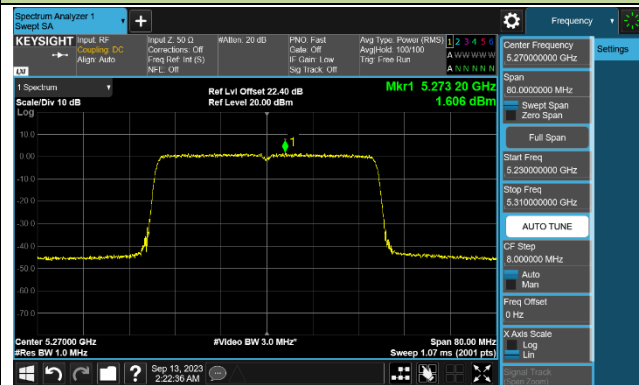 Spectrum Analyzer 1
Swept SA
Frequency
KEYSIGHT
Input: RF
Coupling: DC
Align: Auto
Input Z: 50 Ω
Corrections: Off
Freq Ref: Int (S)
NFE: Off
#Atten: 20 dB
PNO: Fast
Gate: Off
IF Gain: Low
Sig Track: Off
Avg Type: Power (RMS)
Avg|Hold: 100/100
Trig: Free Run
1 2 3 4 5 6
A W W W W W
A N N N N N
LXI
1 Spectrum
Scale/Div 10 dB
Log
Ref Lvl Offset 22.40 dB
Ref Level 20.00 dBm
Mkr1 5.273 20 GHz
1.606 dBm
1
10.0
0.00
-10.0
-20.0
-30.0
-40.0
-50.0
-60.0
-70.0
Center 5.27000 GHz
#Res BW 1.0 MHz
#Video BW 3.0 MHz*
Span 80.00 MHz
Sweep 1.07 ms (2001 pts)
Center Frequency
5.270000000 GHz
Settings
Span
80.0000000 MHz
Swept Span
Zero Span
Full Span
Start Freq
5.230000000 GHz
Stop Freq
5.310000000 GHz
AUTO TUNE
CF Step
8.000000 MHz
Auto
Man
Freq Offset
0 Hz
X Axis Scale
Log
Lin
Signal Track
(Span Zoom)
Sep 13, 2023
2:22:36 AM